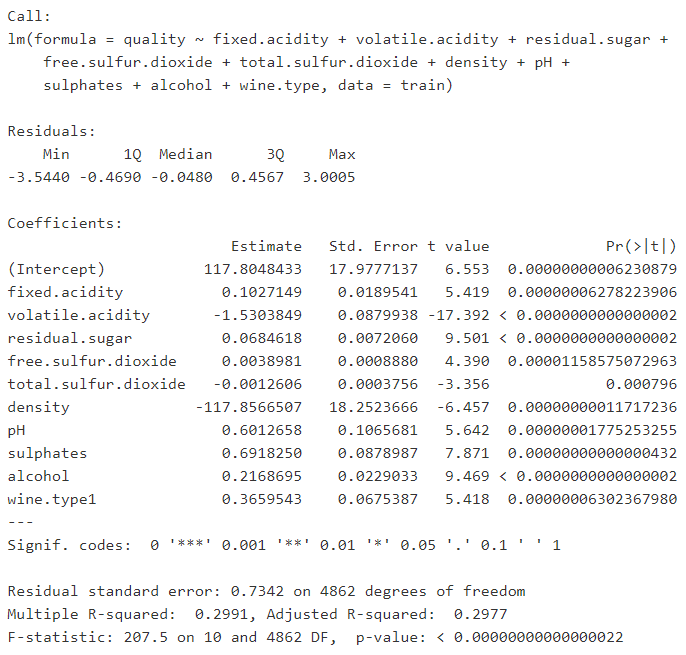 Call:
lm(formula = quality ~ fixed.acidity + volatile.acidity + residual.sugar +
    free.sulfur.dioxide + total.sulfur.dioxide + density + pH +
    sulphates + alcohol + wine.type, data = train)

Residuals:
    Min      1Q  Median      3Q     Max
-3.5440 -0.4690 -0.0480  0.4567  3.0005

Coefficients:
                         Estimate   Std. Error t value             Pr(>|t|)
(Intercept)           117.8048433   17.9777137   6.553  0.00000000006230879
fixed.acidity           0.1027149    0.0189541   5.419  0.00000006278223906
volatile.acidity       -1.5303849    0.0879938 -17.392 < 0.0000000000000002
residual.sugar          0.0684618    0.0072060   9.501 < 0.0000000000000002
free.sulfur.dioxide     0.0038981    0.0008880   4.390  0.00001158575072963
total.sulfur.dioxide   -0.0012606    0.0003756  -3.356             0.000796
density              -117.8566507   18.2523666  -6.457  0.00000000011717236
pH                      0.6012658    0.1065681   5.642  0.00000001775253255
sulphates               0.6918250    0.0878987   7.871  0.00000000000000432
alcohol                 0.2168695    0.0229033   9.469 < 0.0000000000000002
wine.type1              0.3659543    0.0675387   5.418  0.00000006302367980
---
Signif. codes:  0 '***' 0.001 '**' 0.01 '*' 0.05 '.' 0.1 ' ' 1

Residual standard error: 0.7342 on 4862 degrees of freedom
Multiple R-squared:  0.2991, Adjusted R-squared:  0.2977
F-statistic: 207.5 on 10 and 4862 DF,  p-value: < 0.00000000000000022